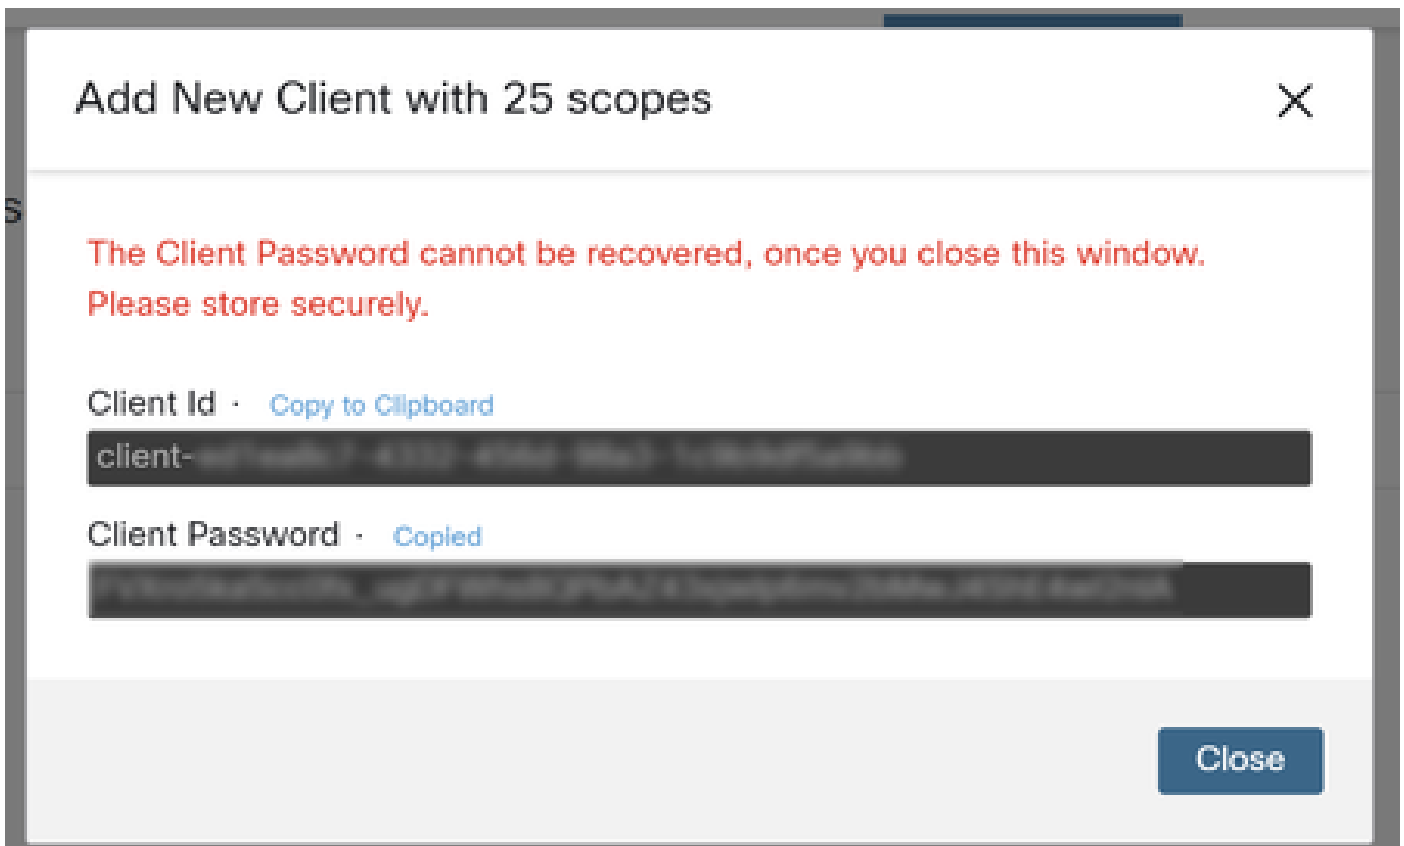 Add New Client with 25 scopes
s
The Client Password cannot be recovered, once you close this window.
Please store securely.
Client Id · Copy to Clipboard
client-
Client Password · Copied
Close